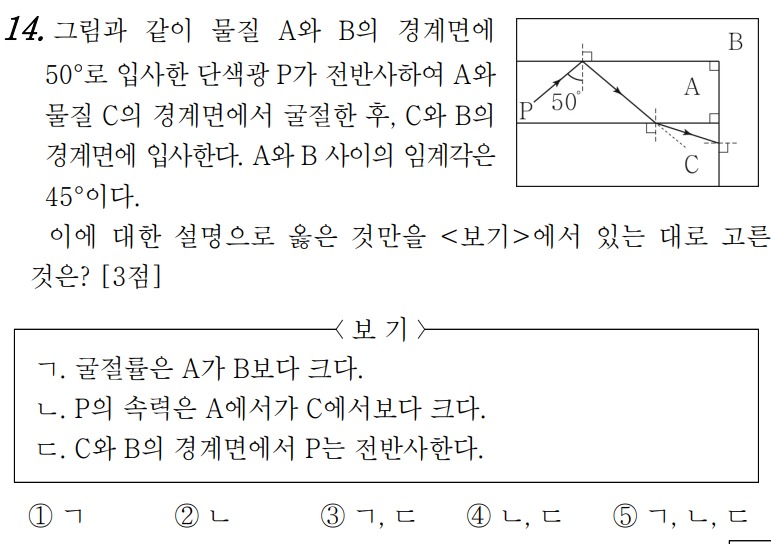 14. 그림과 같이 물질 A와 B의 경계면에
50°로 입사한 단색광 P가 전반사하여 A와
물질 C의 경계면에서 굴절한 후, C와 B의
경계면에 입사한다. A와 B 사이의 임계각은
45°이다.
B
A
P
50°
C
이에 대한 설명으로 옳은 것만을 <보기>에서 있는 대로 고른
것은? [3점]
〈보 기〉
ㄱ. 굴절률은 A가 B보다 크다.
ㄴ. P의 속력은 A에서가 C에서보다 크다.
ㄷ. C와 B의 경계면에서 P는 전반사한다.
① ㄱ ② ㄴ ③ ㄱ, ㄷ ④ ㄴ, ㄷ ⑤ ㄱ, ㄴ, ㄷ